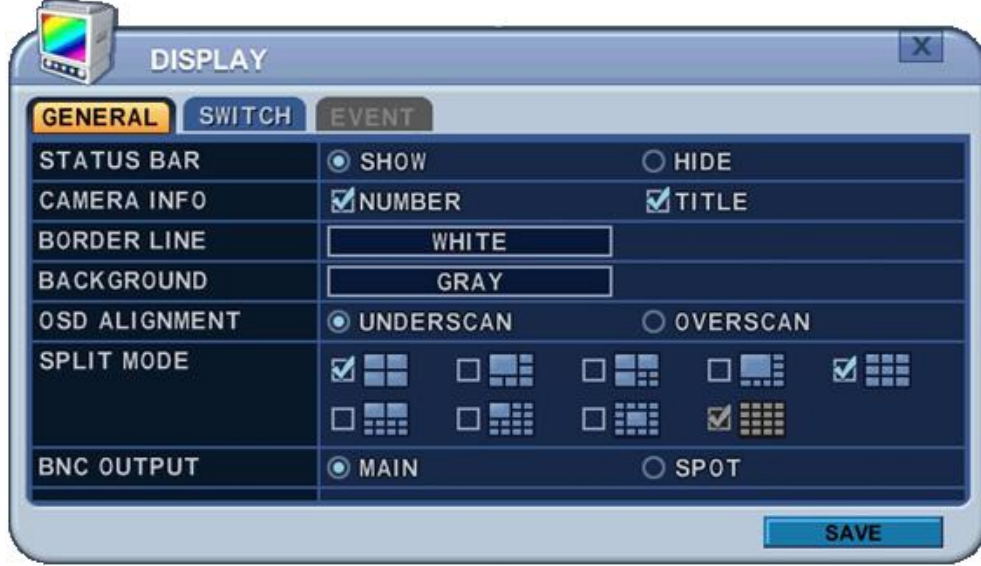 DISPLAY
X
GENERAL SWITCH EVENT
STATUS BAR SHOW HIDE
CAMERA INFO NUMBER TITLE
BORDER LINE WHITE
BACKGROUND GRAY
OSD ALIGNMENT UNDERSCAN OVERSCAN
SPLIT MODE
BNC OUTPUT MAIN SPOT
SAVE